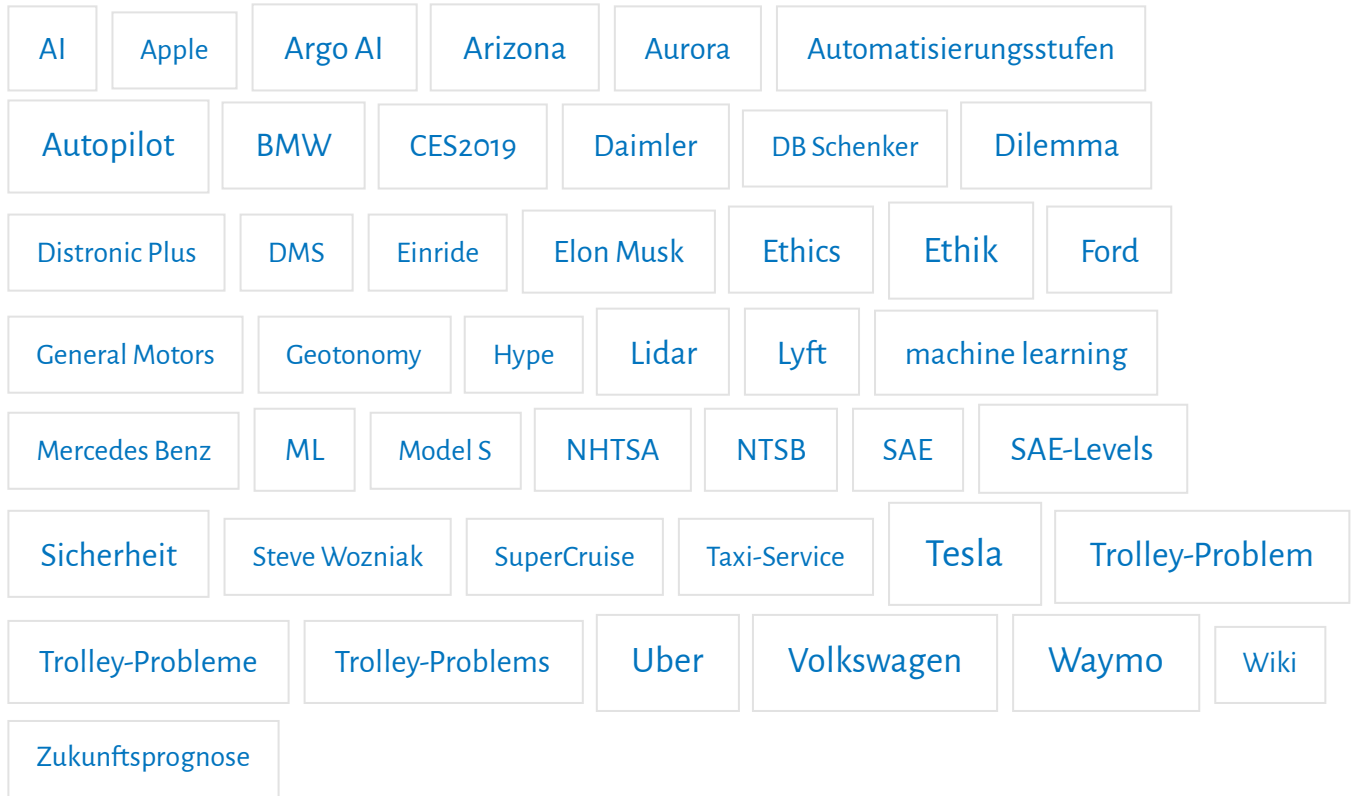 AI Apple Argo AI Arizona Aurora Automatisierungsstufen
Autopilot BMW CES2019 Daimler DB Schenker Dilemma
Distronic Plus DMS Einride Elon Musk Ethics Ethik Ford
General Motors Geotonomy Hype Lidar Lyft machine learning
Mercedes Benz ML Model S NHTSA NTSB SAE SAE-Levels
Sicherheit Steve Wozniak SuperCruise Taxi-Service Tesla Trolley-Problem
Trolley-Probleme Trolley-Problems Uber Volkswagen Waymo Wiki
Zukunftsprognose